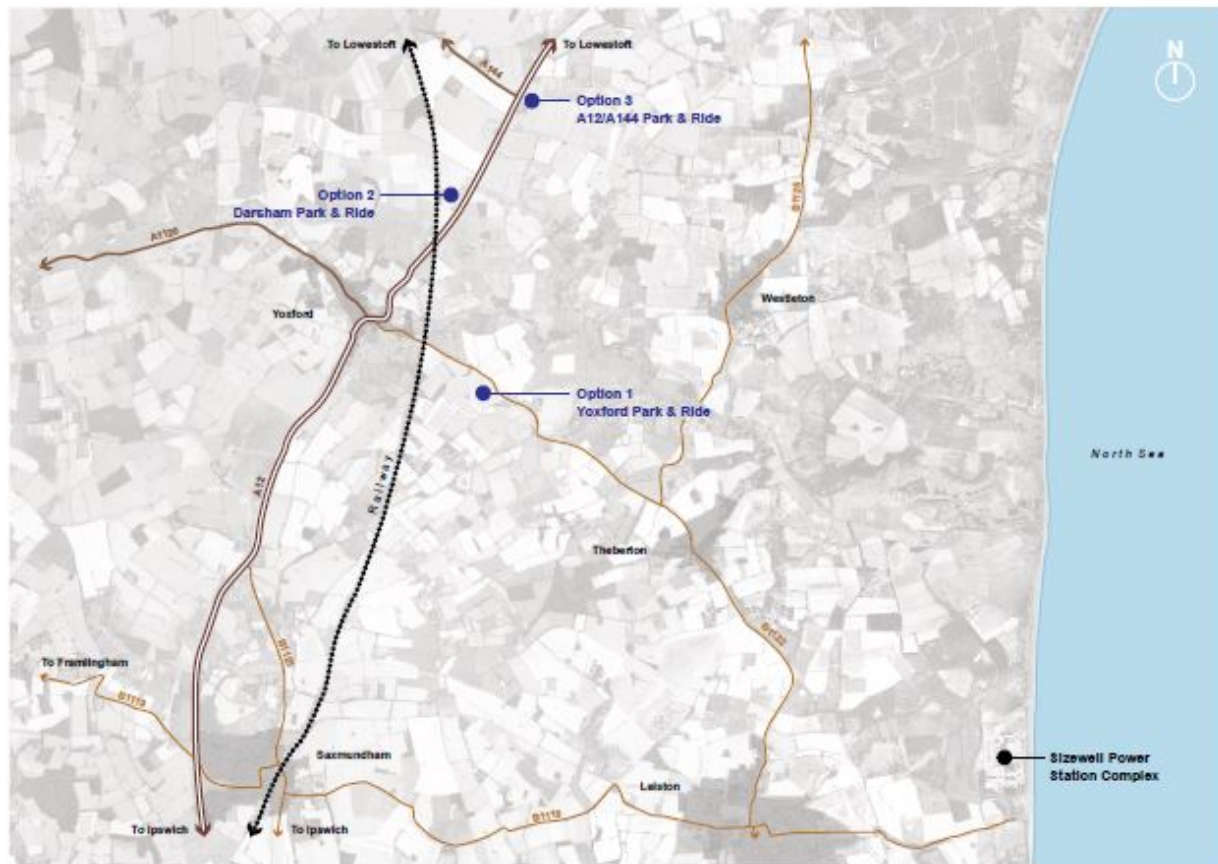 To Lowestoft
To Lowestoft
N
A144
Option 3
A12/A144 Park & Ride
Option 2
Darsham Park & Ride
B1125
A1120
Westleton
Yoxford
Option 1
Yoxford Park & Ride
North Sea
Railway
A12
Theberton
B1122
To Framlingham
B1119
Saxmundham
Sizewell Power
Station Complex
Leiston
B1119
To Ipswich
To Ipswich